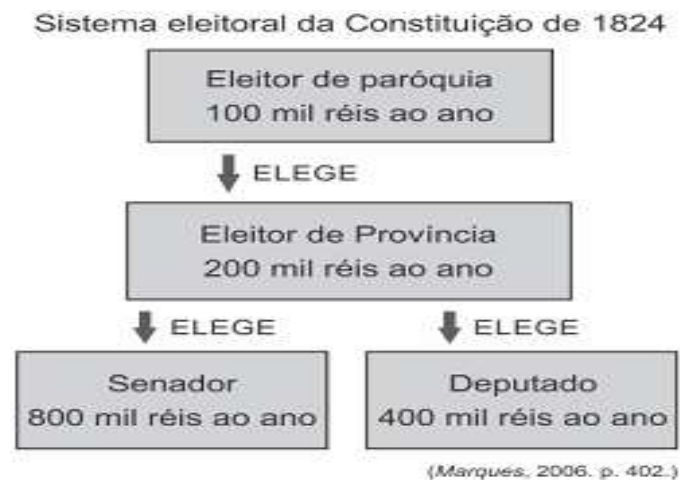 Sistema eleitoral da Constituição de 1824
Eleitor de paróquia
100 mil réis ao ano
ELEGE
Eleitor de Província
200 mil réis ao ano
ELEGE
ELEGE
Senador
800 mil réis ao ano
Deputado
400 mil réis ao ano
(Marques, 2006. p. 402.)